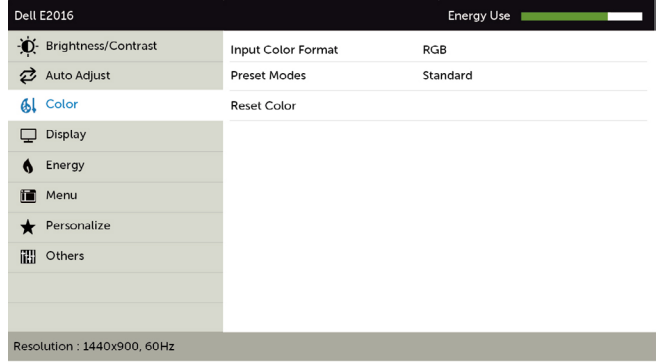 Dell E2016 Energy Use
Brightness/Contrast
Auto Adjust
Color
Display
Energy
Menu
Personalize
Others
Input Color Format RGB
Preset Modes Standard
Reset Color
Resolution : 1440x900, 60Hz